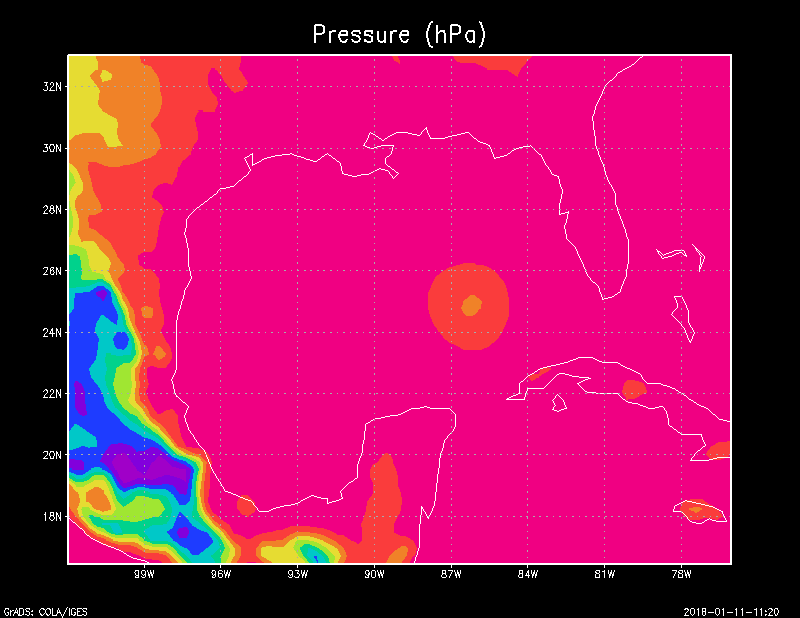 Pressure (hPa)
32N
30N
28N
26N
24N
22N
20N
18N
99W 96W 93W 90W 87W 84W 81W 78W
GrADS: COLA/IGES 2018-01-11-11:20